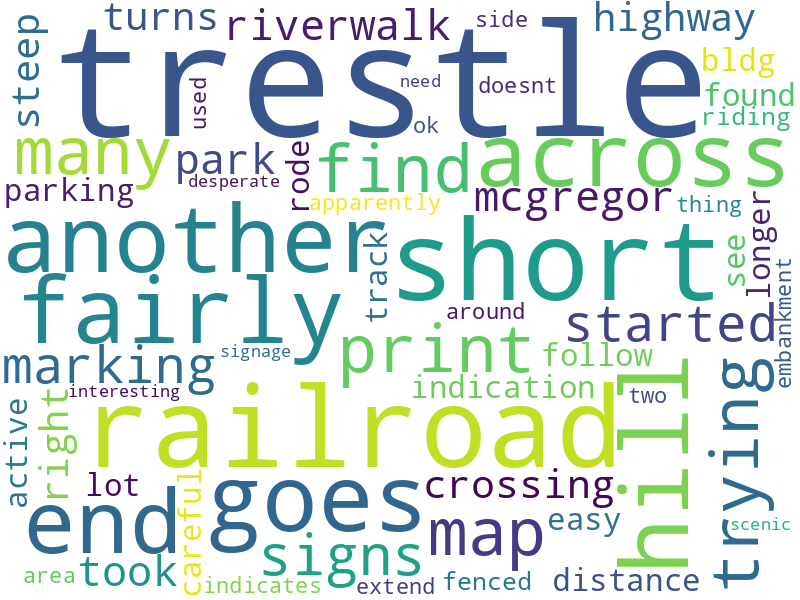 turns
riverwalk
side
highway
steep
trestle
bldg
used
need
doesnt
found
ok
riding
many
park
rode
find
across
parking
desperate
apparently
mcgregor
thing
another
track
short
see
longer
fairly
around
started
embankment
marking
signage
print
follow
interesting
indication
two
hill
trying
active
right
railroad
lot
careful
goes
crossing
end
map
easy
scenic
signs
took
area
indicates
extend
fenced
distance